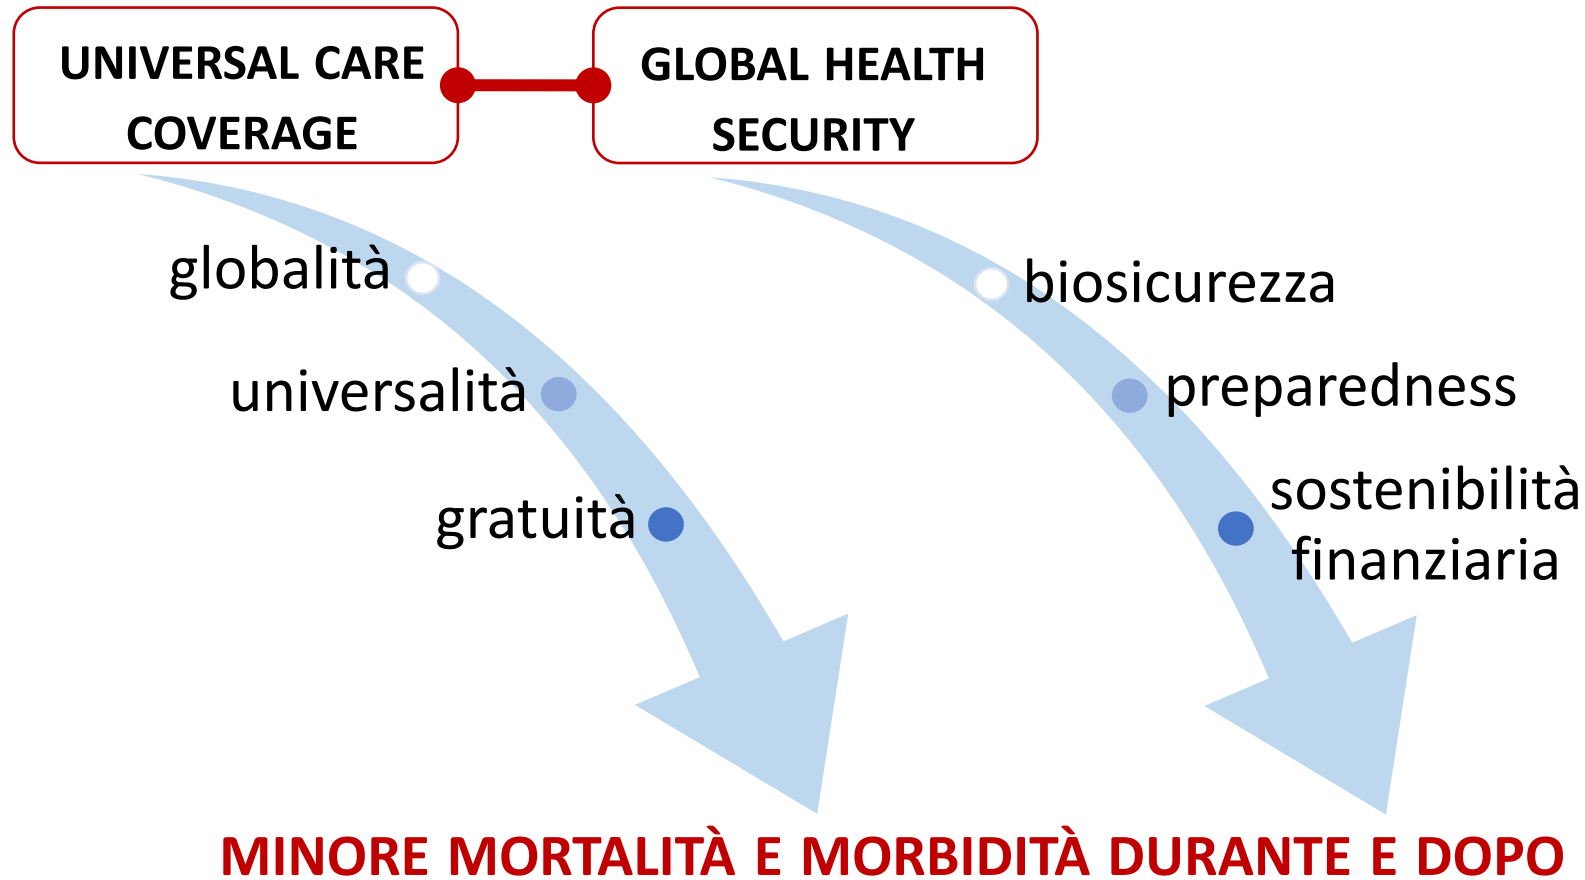 UNIVERSAL CARE
COVERAGE
GLOBAL HEALTH
SECURITY
globalità
universalità
gratuità
biosicurezza
preparedness
sostenibilità
finanziaria
MINORE MORTALITÀ E MORBIDITÀ DURANTE E DOPO